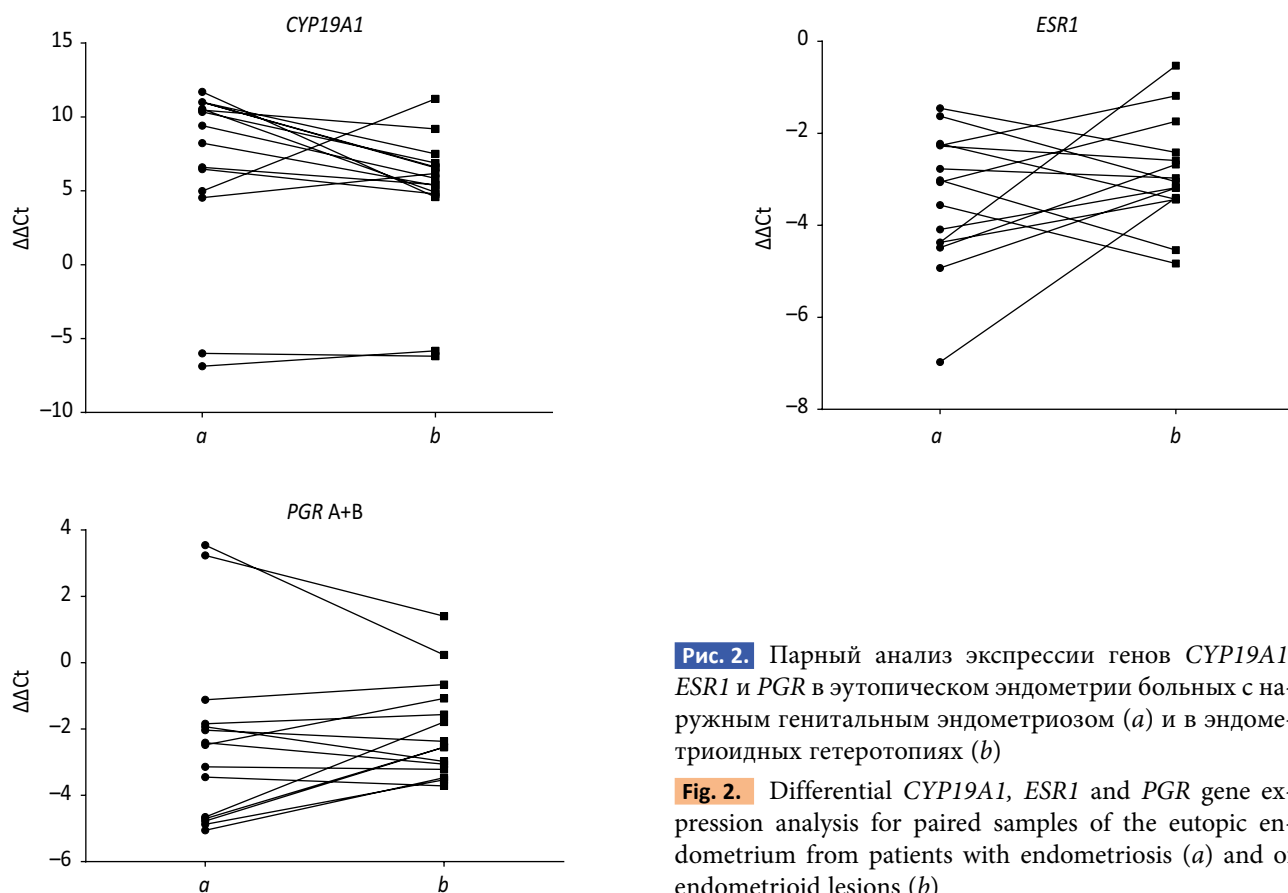 CYP19A1
15
10
5
0
–5
–10
ΔΔCt
a
b
ESR1
0
–2
–4
–6
–8
ΔΔCt
a
b
PGR A+B
4
2
0
–2
–4
–6
ΔΔCt
a
b
Рис. 2. Парный анализ экспрессии генов CYP19A1
ESR1 и PGR в эутопическом эндометрии больных с на-
ружным генитальным эндометриозом (a) и в эндоме-
триоидных гетеротопиях (b)
Fig. 2. Differential CYP19A1, ESR1 and PGR gene ex-
pression analysis for paired samples of the eutopic en-
dometrium from patients with endometriosis (a) and o
endometrioid lesions (b)